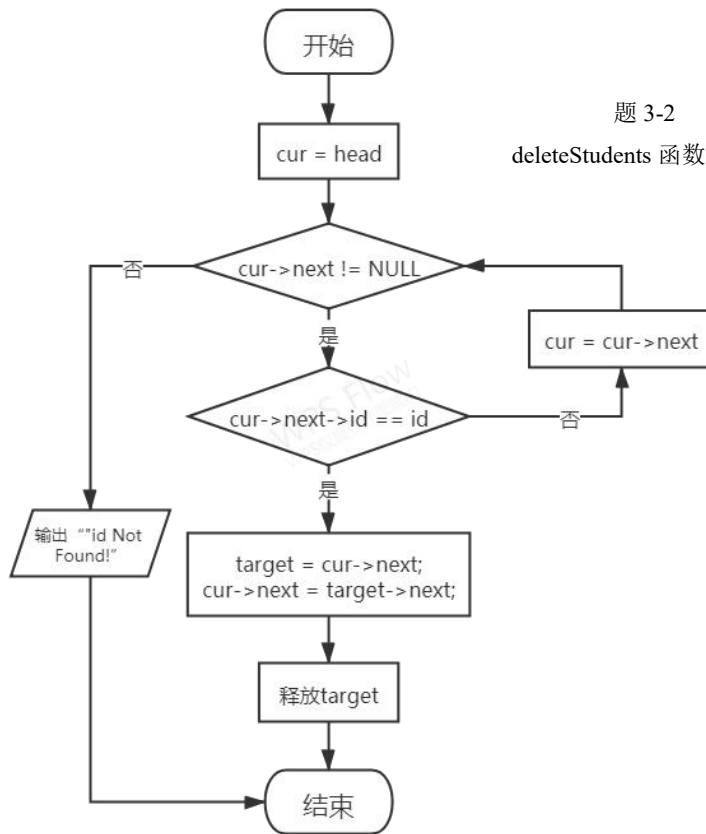 开始
题 3-2
deleteStudents 函数
cur = head
cur->next != NULL
否
是
cur = cur->next
cur->next->id == id
否
是
输出 “"id Not
Found!”
target = cur->next;
cur->next = target->next;
释放target
结束
WPS Flow